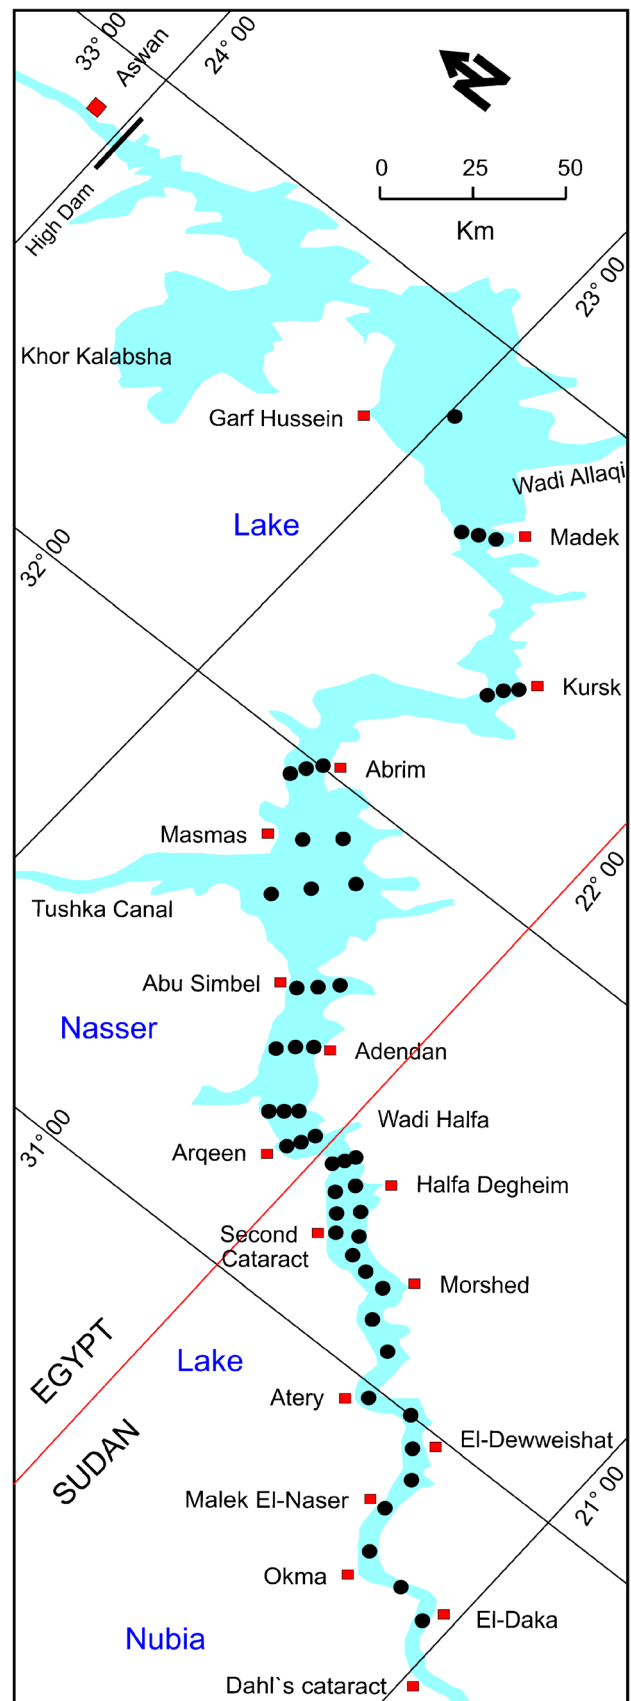 33° 00
Aswan
24° 00
N
0 25 50
Km
High Dam
23° 00
Khor Kalabsha
Garf Hussein
Wadi Allaqi
Lake
Madek
32° 00
Kursk
Abrim
Masmas
22° 00
Tushka Canal
Abu Simbel
Nasser
Adendan
Wadi Halfa
31° 00
Arqeen
Halfa Degheim
Second
Cataract
Morshed
EGYPT
Lake
Atery
SUDAN
El-Dewweishat
21° 00
Malek El-Naser
Okma
El-Daka
Nubia
Dahl`s cataract